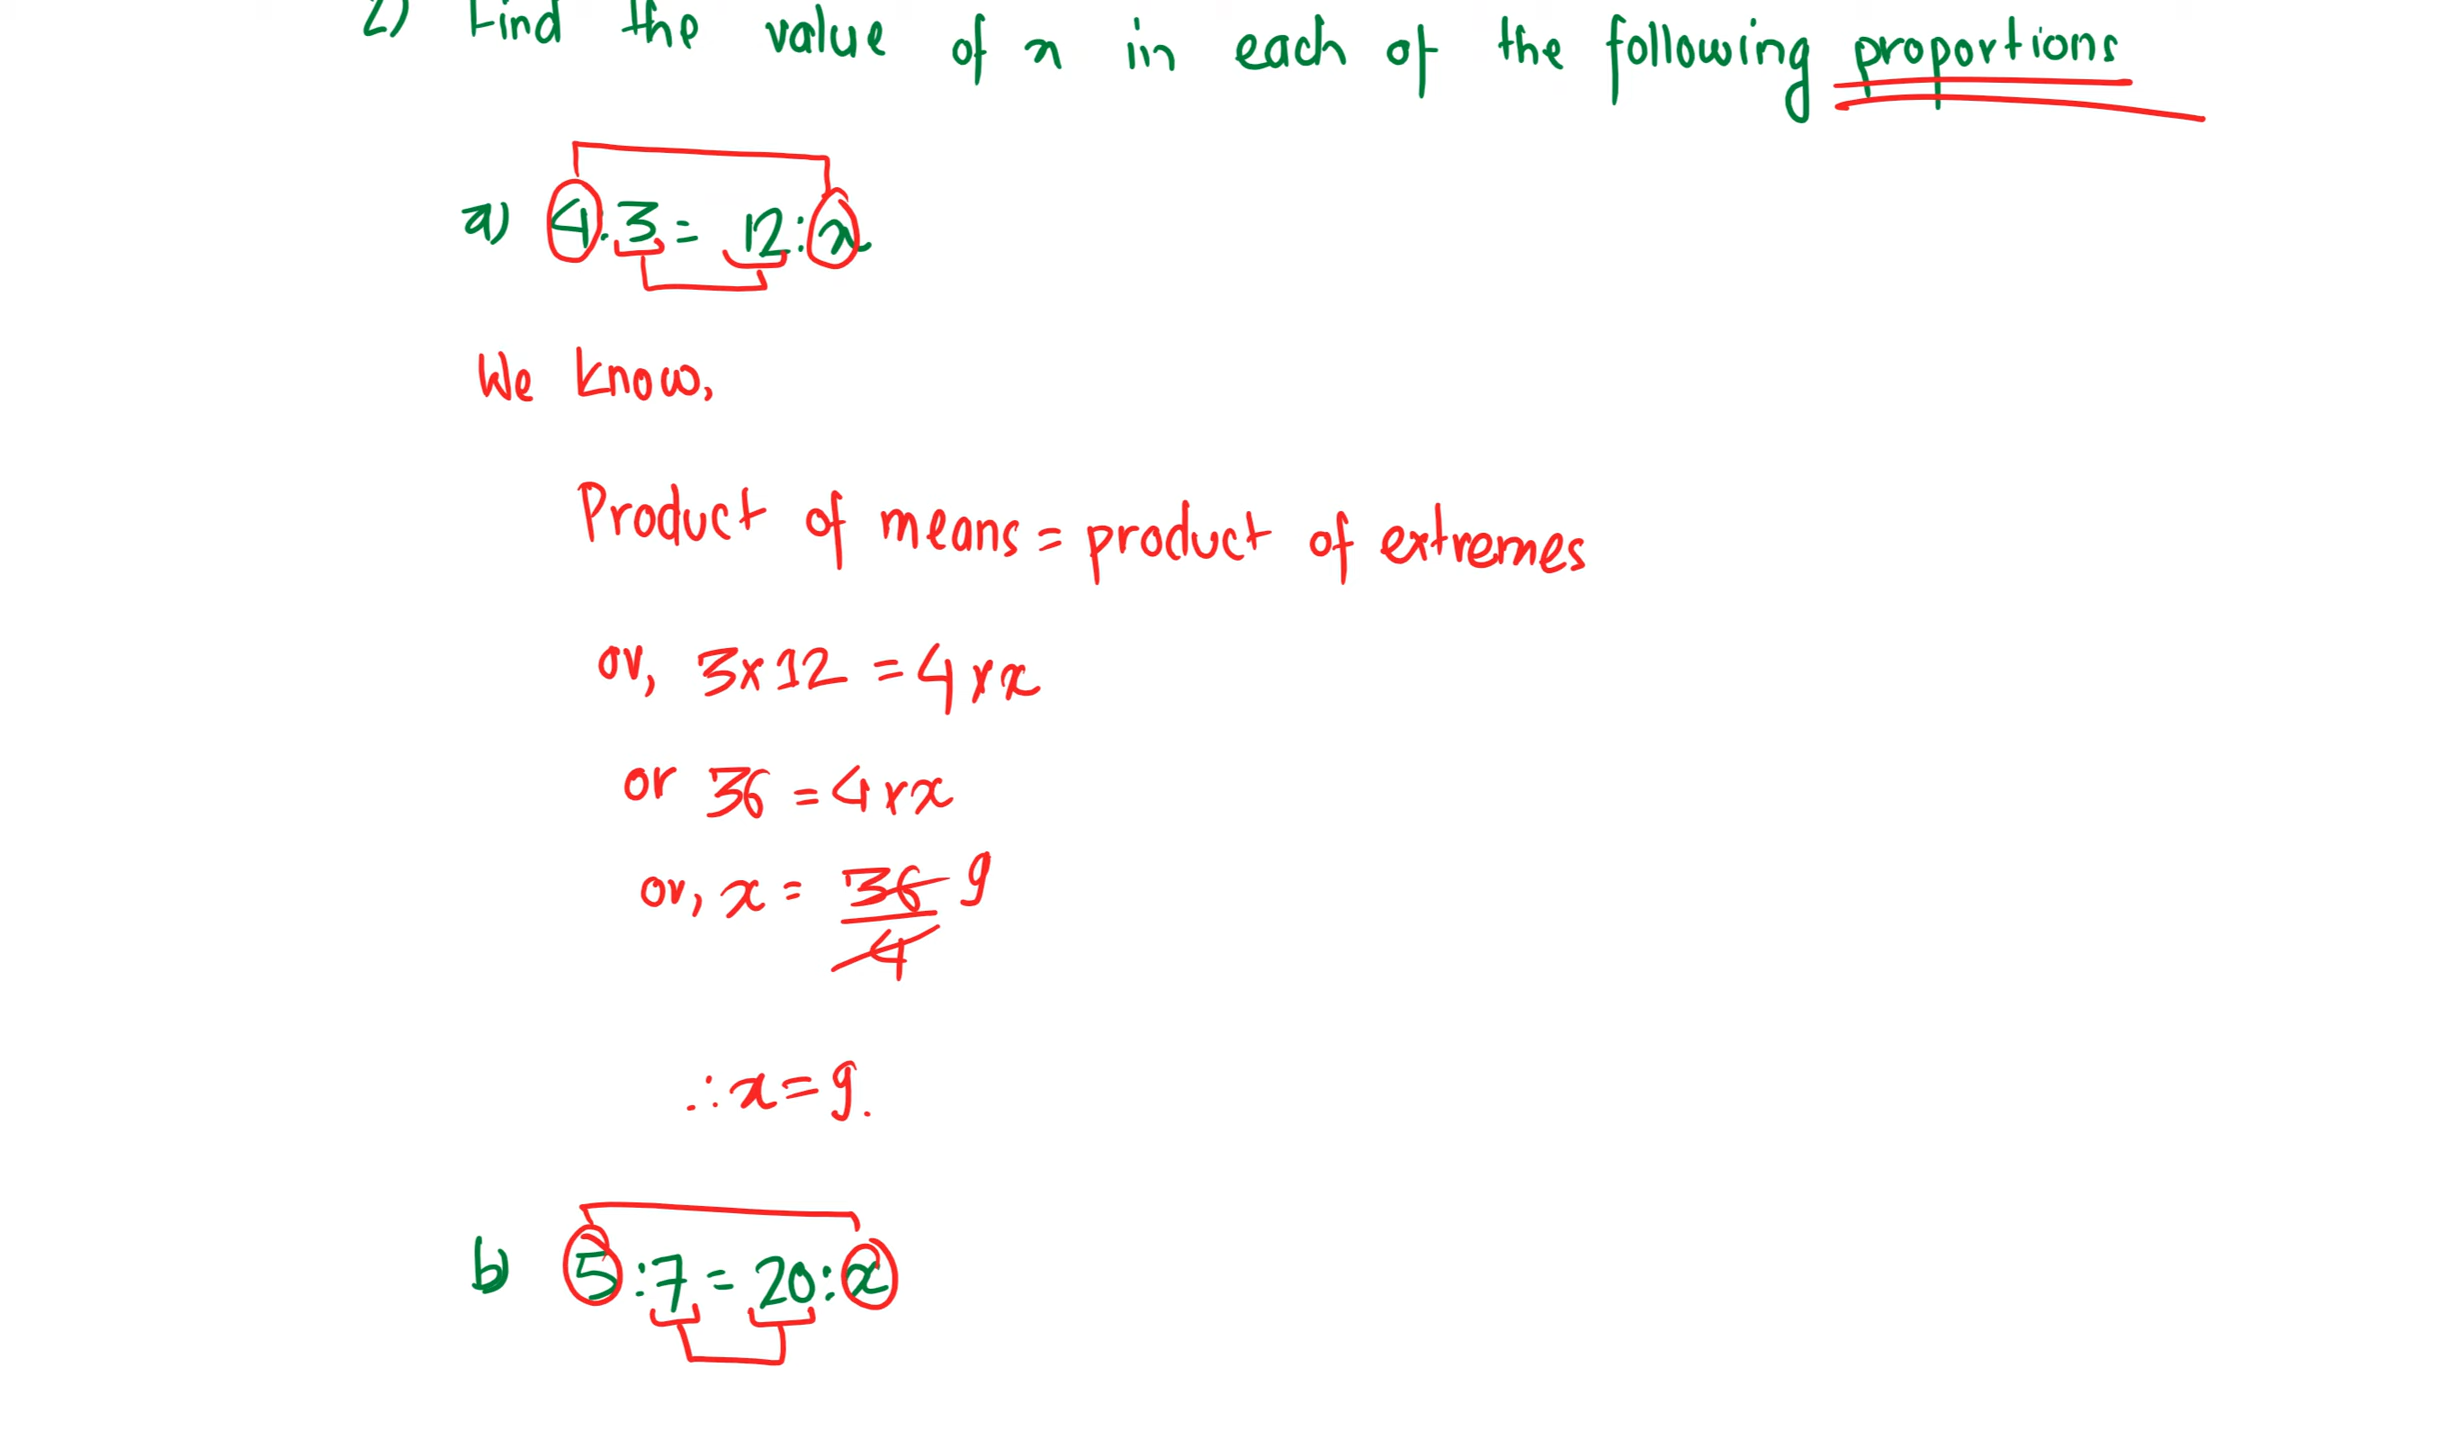 2) Find the value of x in each of the following proportions
a) 4:3 = 12:x
We know,
Product of means = product of extremes
or, 3x12 = 4xx
or 36 = 4xx
or, x = 36/4 9
∴ x = 9.
b) 5:7 = 20:x